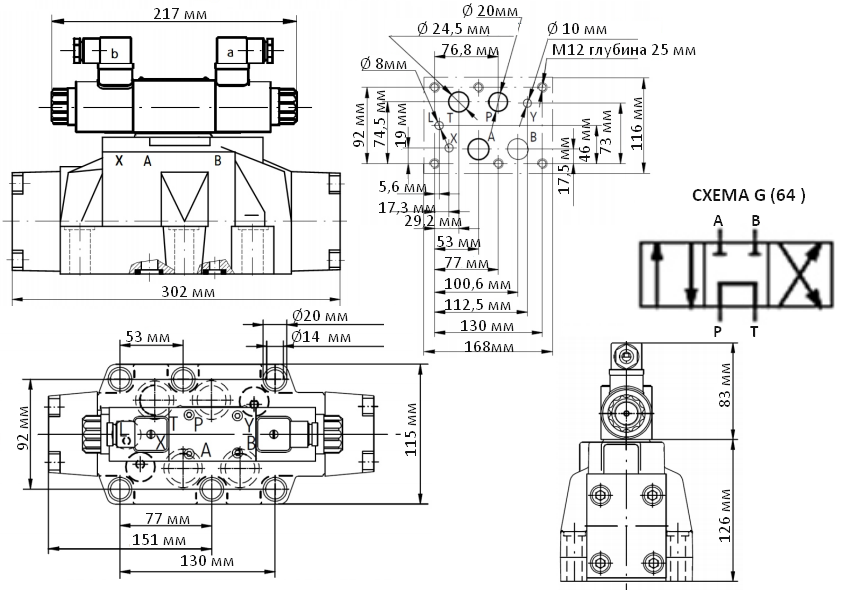 217 мм
b
a
X A B
302 мм
Ø 20мм
Ø 24,5 мм
Ø 10 мм
76,8 мм
M12 глубина 25 мм
Ø 8мм
92 мм
74,5 мм
19 мм
L T P Y
X A B
17,5 мм
46 мм
73 мм
116 мм
5,6 мм
17,3 мм
29,2 мм
53 мм
77 мм
100,6 мм
112,5 мм
130 мм
168мм
СХЕМА G (64 )
A B
P T
Ø20 мм
Ø14 мм
53 мм
92 мм
T P Y
L
X A B
115 мм
77 мм
151 мм
130 мм
83 мм
126 мм